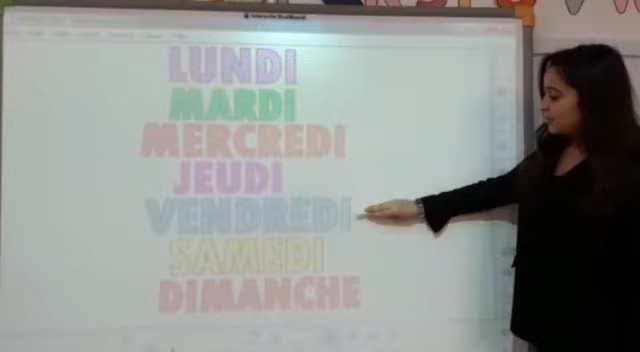 LUNDI
MARDI
MERCREDI
JEUDI
VENDREDI
SAMEDI
DIMANCHE